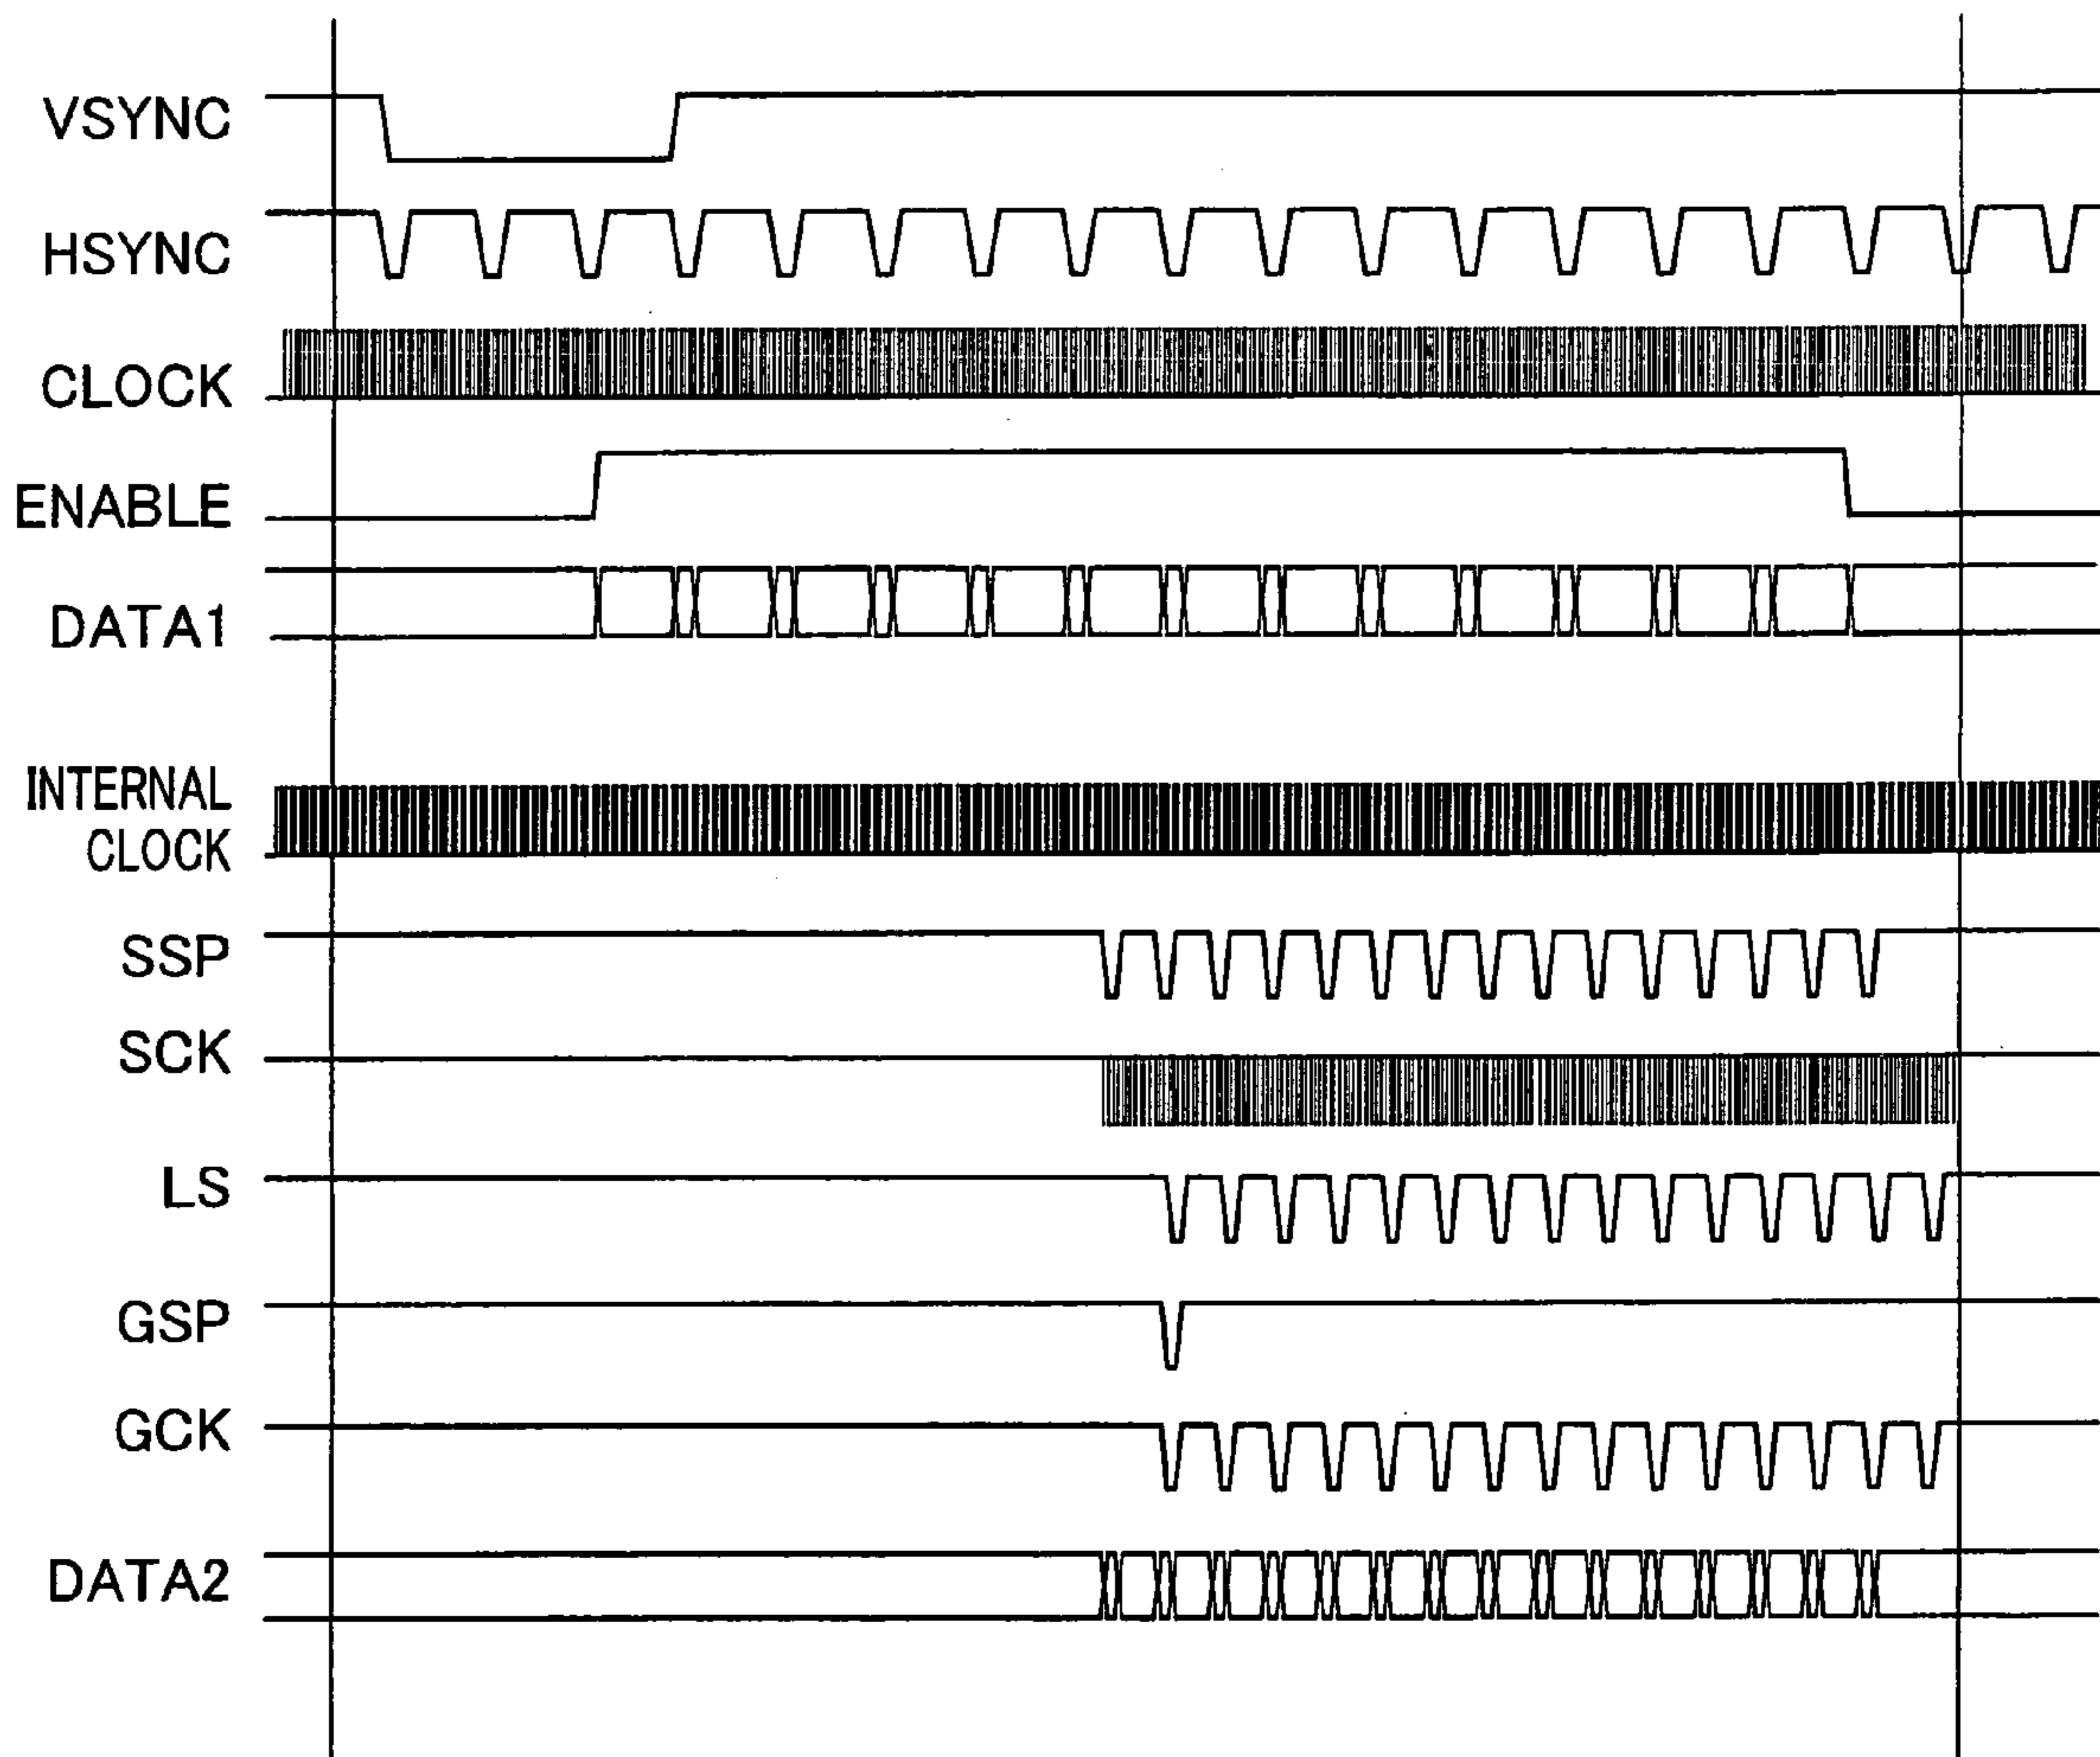 VSYNC
HSYNC
CLOCK
ENABLE
DATA1
INTERNAL
CLOCK
SSP
SCK
LS
GSP
GCK
DATA2